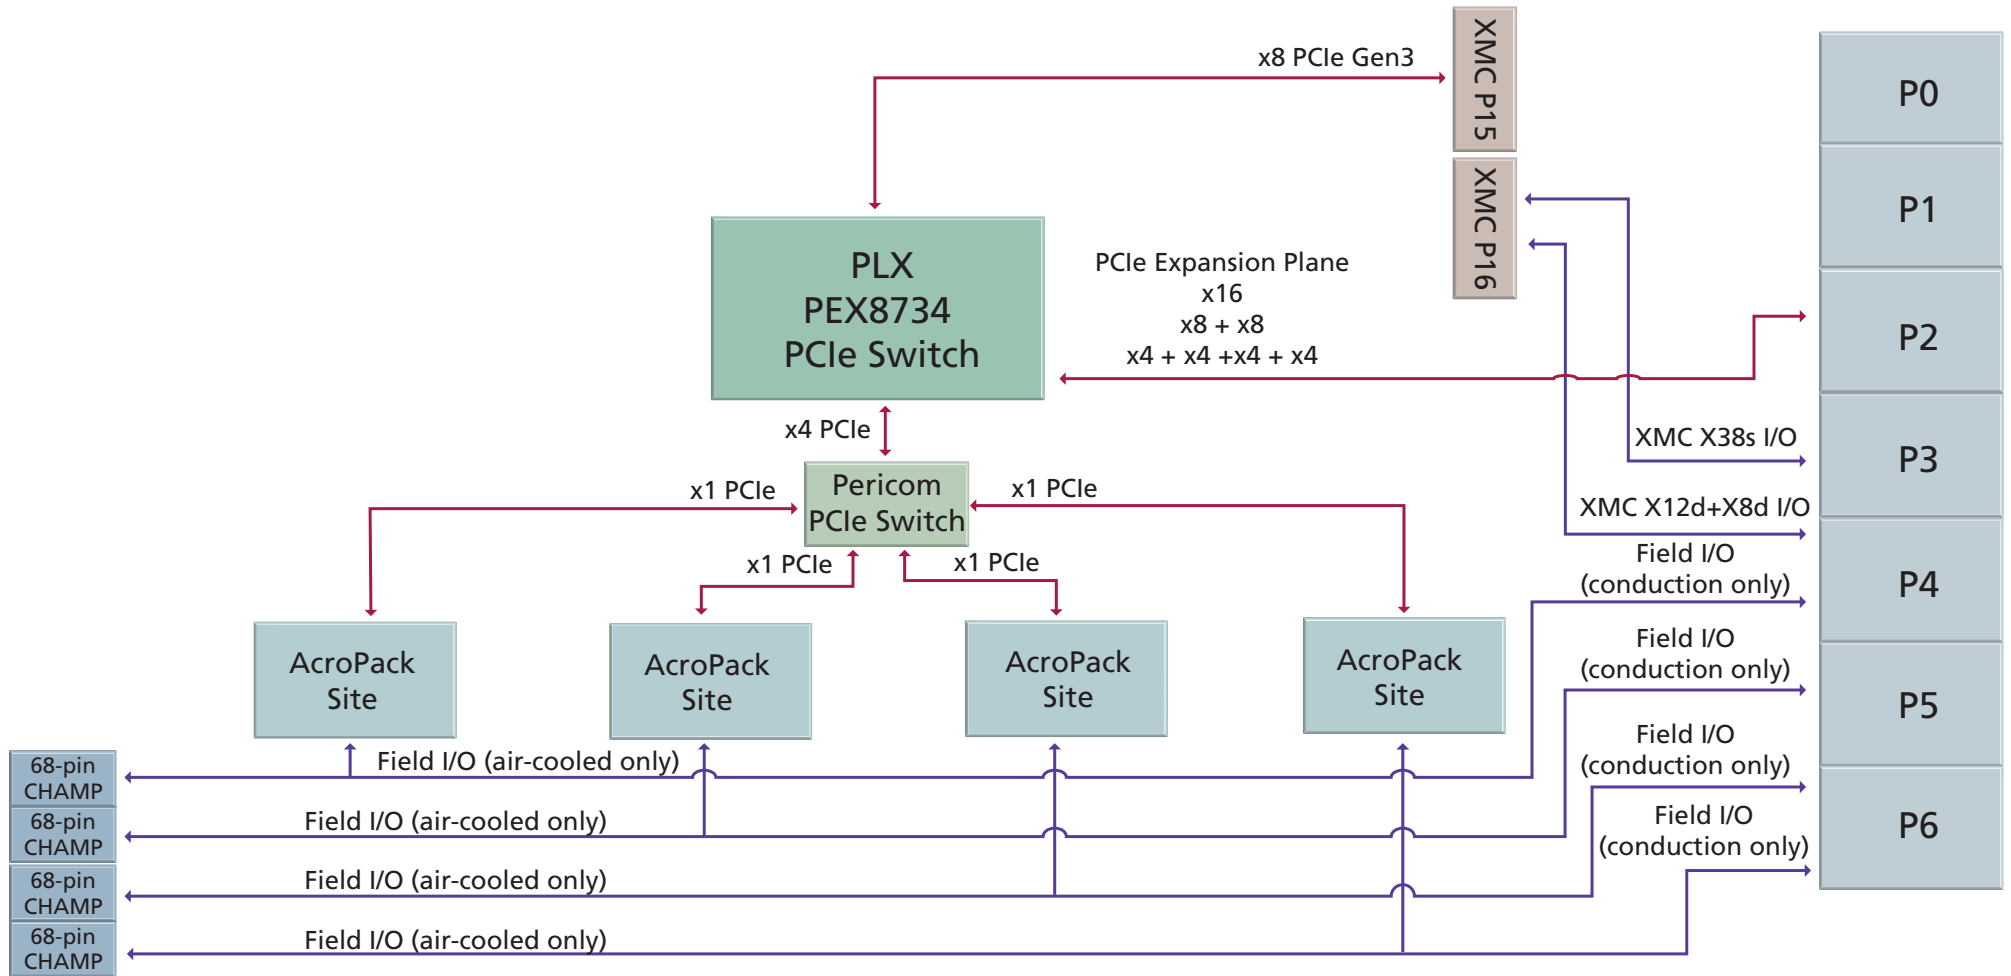 x8 PCIe Gen3
XMC P15
P0
XMC P16
P1
PLX
PEX8734
PCIe Switch
PCIe Expansion Plane
x16
x8 + x8
x4 + x4 +x4 + x4
P2
x4 PCIe
XMC X38s I/O
P3
x1 PCIe
Pericom
PCIe Switch
x1 PCIe
XMC X12d+X8d I/O
x1 PCIe
x1 PCIe
Field I/O
(conduction only)
P4
AcroPack
Site
AcroPack
Site
AcroPack
Site
AcroPack
Site
Field I/O
(conduction only)
P5
68-pin
CHAMP
Field I/O (air-cooled only)
Field I/O
(conduction only)
68-pin
CHAMP
Field I/O (air-cooled only)
Field I/O
(conduction only)
P6
68-pin
CHAMP
Field I/O (air-cooled only)
68-pin
CHAMP
Field I/O (air-cooled only)